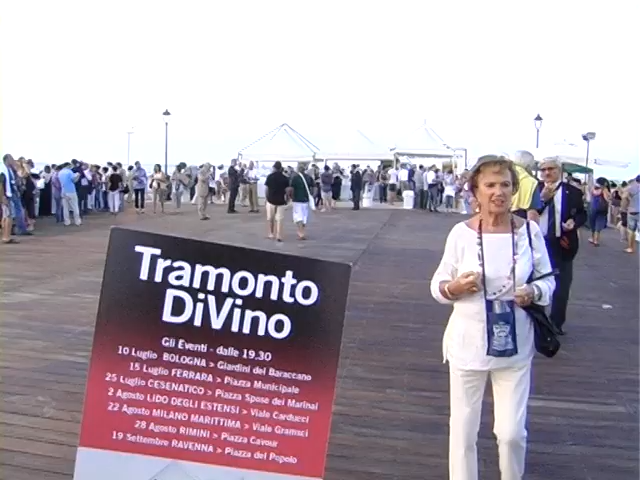 Tramonto
DiVino
Gli Eventi - dalle 19.30
10 Luglio BOLOGNA > Giardini del Baraccano
15 Luglio FERRARA > Piazza Municipale
25 Luglio CESENATICO > Piazza Spose dei Marinai
2 Agosto LIDO DEGLI ESTENSI > Viale Carducci
22 Agosto MILANO MARITTIMA > Viale Gramsci
28 Agosto RIMINI > Piazza Cavour
19 Settembre RAVENNA > Piazza del Popolo